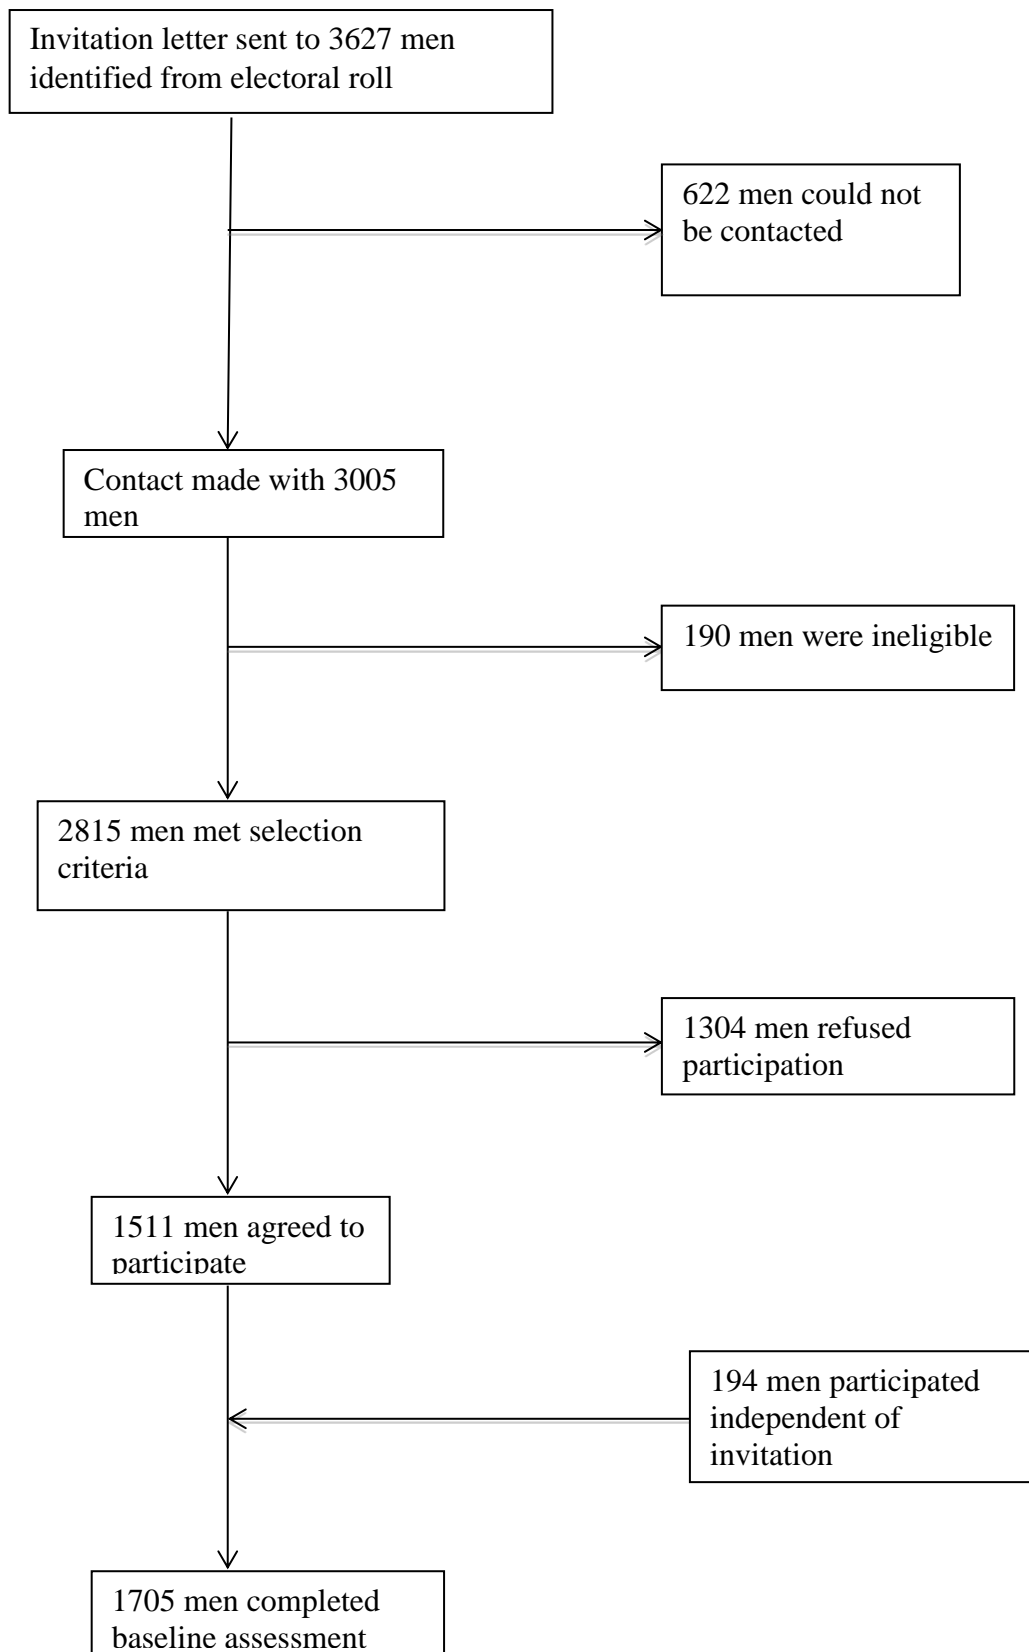 Invitation letter sent to 3627 men
identified from electoral roll
622 men could not
be contacted
Contact made with 3005
men
190 men were ineligible
2815 men met selection
criteria
1304 men refused
participation
1511 men agreed to
participate
194 men participated
independent of
invitation
1705 men completed
baseline assessment